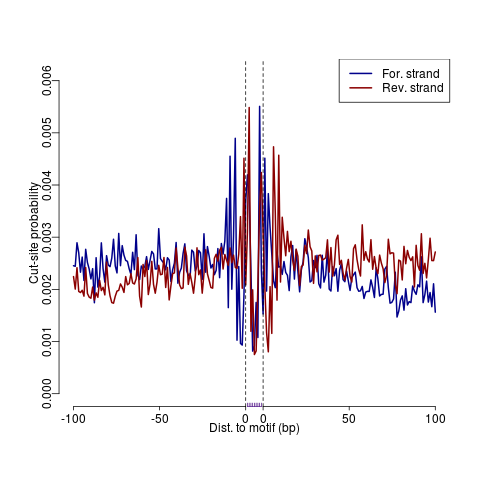 For. strand
Rev. strand
Cut-site probability
0.006
0.005
0.004
0.003
0.002
0.001
0.000
-100 -50 0 0 50 100
Dist. to motif (bp)